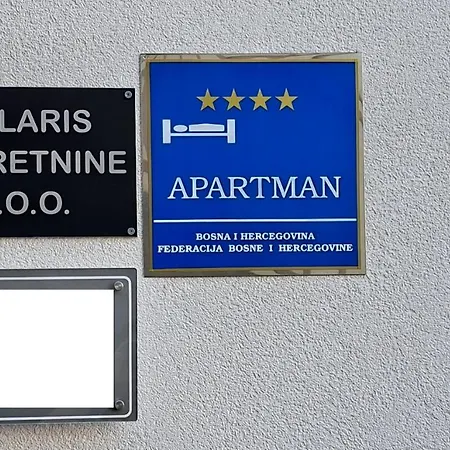 LARIS
RETNINE
.O.O.
APARTMAN
BOSNA I HERCEGOVINA
FEDERACIJA BOSNE I HERCEGOVINE